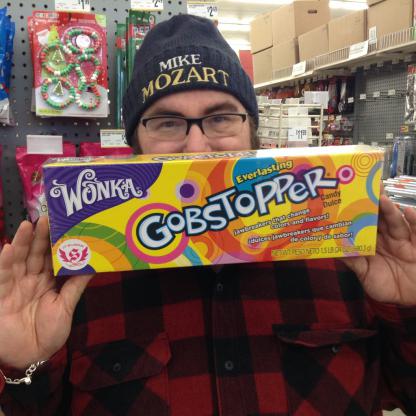 MIKE
MOZART
WONKA
Everlasting
GOBSTOPPER
Candy
Dulce
jawbreakers that change
colors and flavors!
¡dulces jawbreakers que cambian
de color y de sabor!